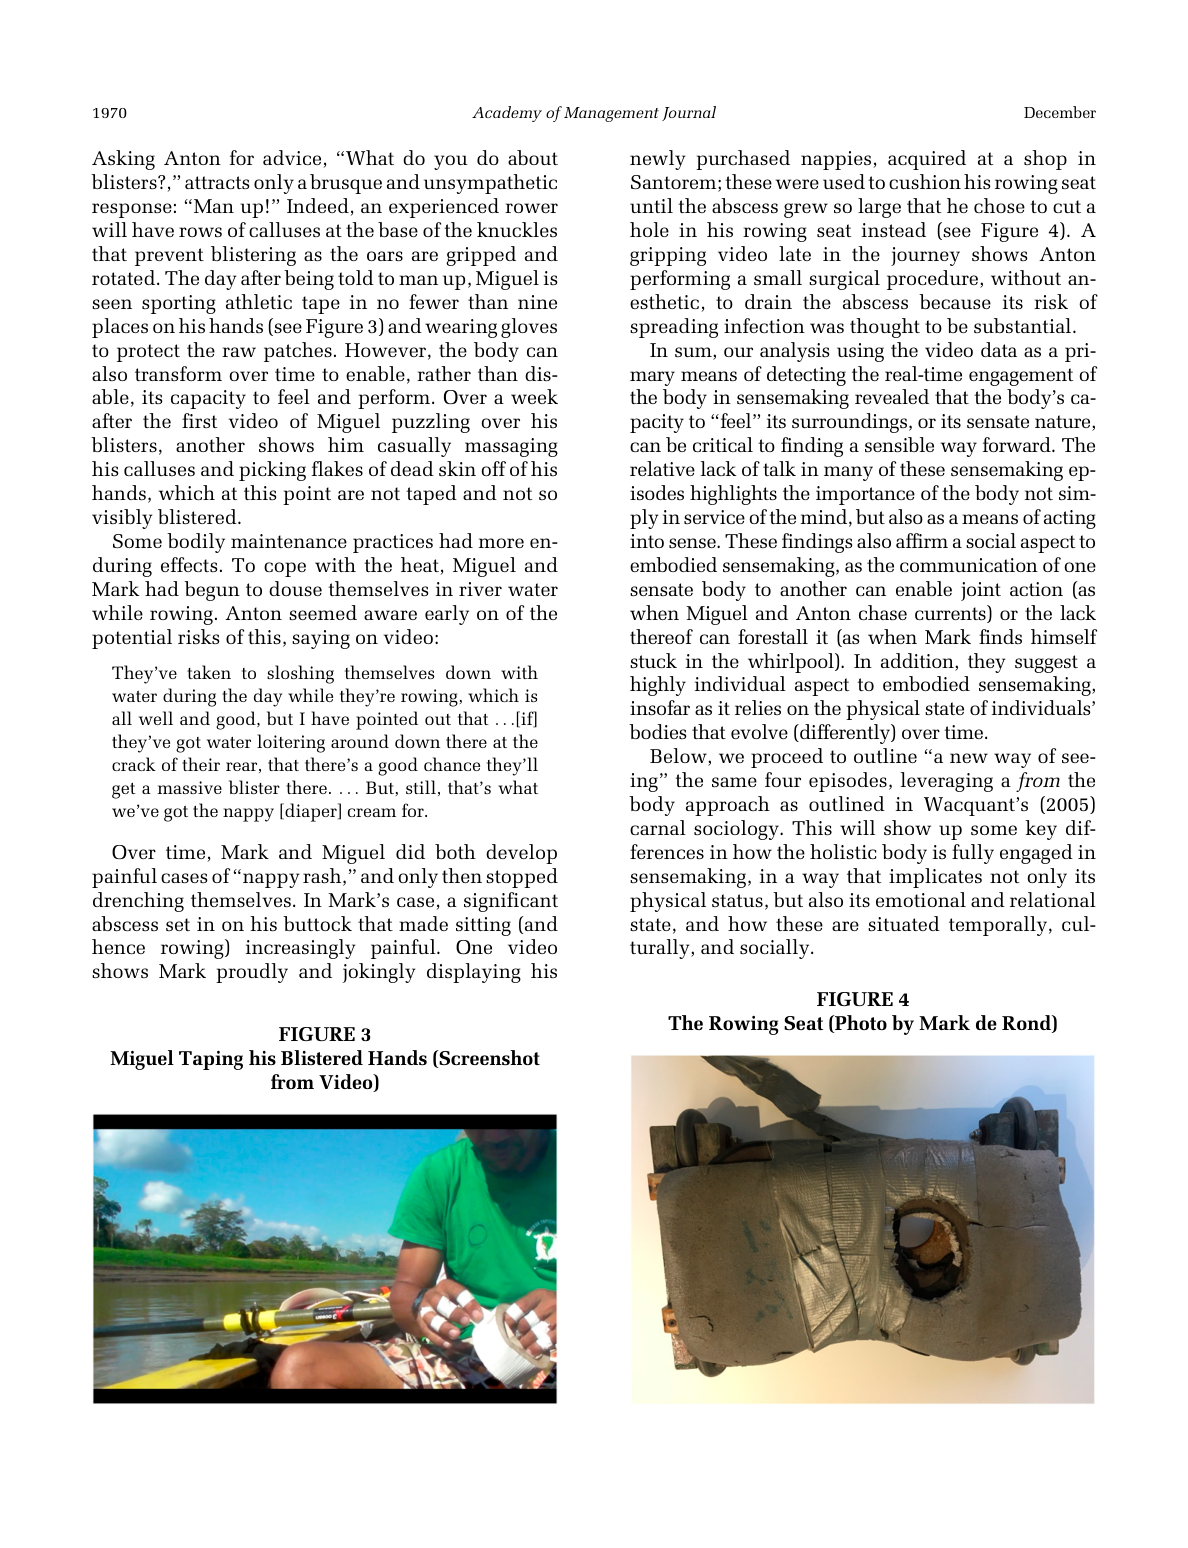 1970
Academy of Management Journal
December
Asking Anton for advice, “What do you do about
blisters?,” attracts only a brusque and unsympathetic
response: “Man up!” Indeed, an experienced rower
will have rows of calluses at the base of the knuckles
that prevent blistering as the oars are gripped and
rotated. The day after being told to man up, Miguel is
seen sporting athletic tape in no fewer than nine
places on his hands (see Figure 3) and wearing gloves
to protect the raw patches. However, the body can
also transform over time to enable, rather than dis-
able, its capacity to feel and perform. Over a week
after the first video of Miguel puzzling over his
blisters, another shows him casually massaging
his calluses and picking flakes of dead skin off of his
hands, which at this point are not taped and not so
visibly blistered.
Some bodily maintenance practices had more en-
during effects. To cope with the heat, Miguel and
Mark had begun to douse themselves in river water
while rowing. Anton seemed aware early on of the
potential risks of this, saying on video:
They’ve taken to sloshing themselves down with
water during the day while they’re rowing, which is
all well and good, but I have pointed out that . . .[if]
they’ve got water loitering around down there at the
crack of their rear, that there’s a good chance they’ll
get a massive blister there. . . . But, still, that’s what
we’ve got the nappy [diaper] cream for.
Over time, Mark and Miguel did both develop
painful cases of “nappy rash,” and only then stopped
drenching themselves. In Mark’s case, a significant
abscess set in on his buttock that made sitting (and
hence rowing) increasingly painful. One video
shows Mark proudly and jokingly displaying his
FIGURE 3
Miguel Taping his Blistered Hands (Screenshot
from Video)
newly purchased nappies, acquired at a shop in
Santorem; these were used to cushion his rowing seat
until the abscess grew so large that he chose to cut a
hole in his rowing seat instead (see Figure 4). A
gripping video late in the journey shows Anton
performing a small surgical procedure, without an-
esthetic, to drain the abscess because its risk of
spreading infection was thought to be substantial.
In sum, our analysis using the video data as a pri-
mary means of detecting the real-time engagement of
the body in sensemaking revealed that the body’s ca-
pacity to “feel” its surroundings, or its sensate nature,
can be critical to finding a sensible way forward. The
relative lack of talk in many of these sensemaking ep-
isodes highlights the importance of the body not sim-
ply in service of the mind, but also as a means of acting
into sense. These findings also affirm a social aspect to
embodied sensemaking, as the communication of one
sensate body to another can enable joint action (as
when Miguel and Anton chase currents) or the lack
thereof can forestall it (as when Mark finds himself
stuck in the whirlpool). In addition, they suggest a
highly individual aspect to embodied sensemaking,
insofar as it relies on the physical state of individuals’
bodies that evolve (differently) over time.
Below, we proceed to outline “a new way of see-
ing” the same four episodes, leveraging a from the
body approach as outlined in Wacquant’s (2005)
carnal sociology. This will show up some key dif-
ferences in how the holistic body is fully engaged in
sensemaking, in a way that implicates not only its
physical status, but also its emotional and relational
state, and how these are situated temporally, cul-
turally, and socially.
FIGURE 4
The Rowing Seat (Photo by Mark de Rond)